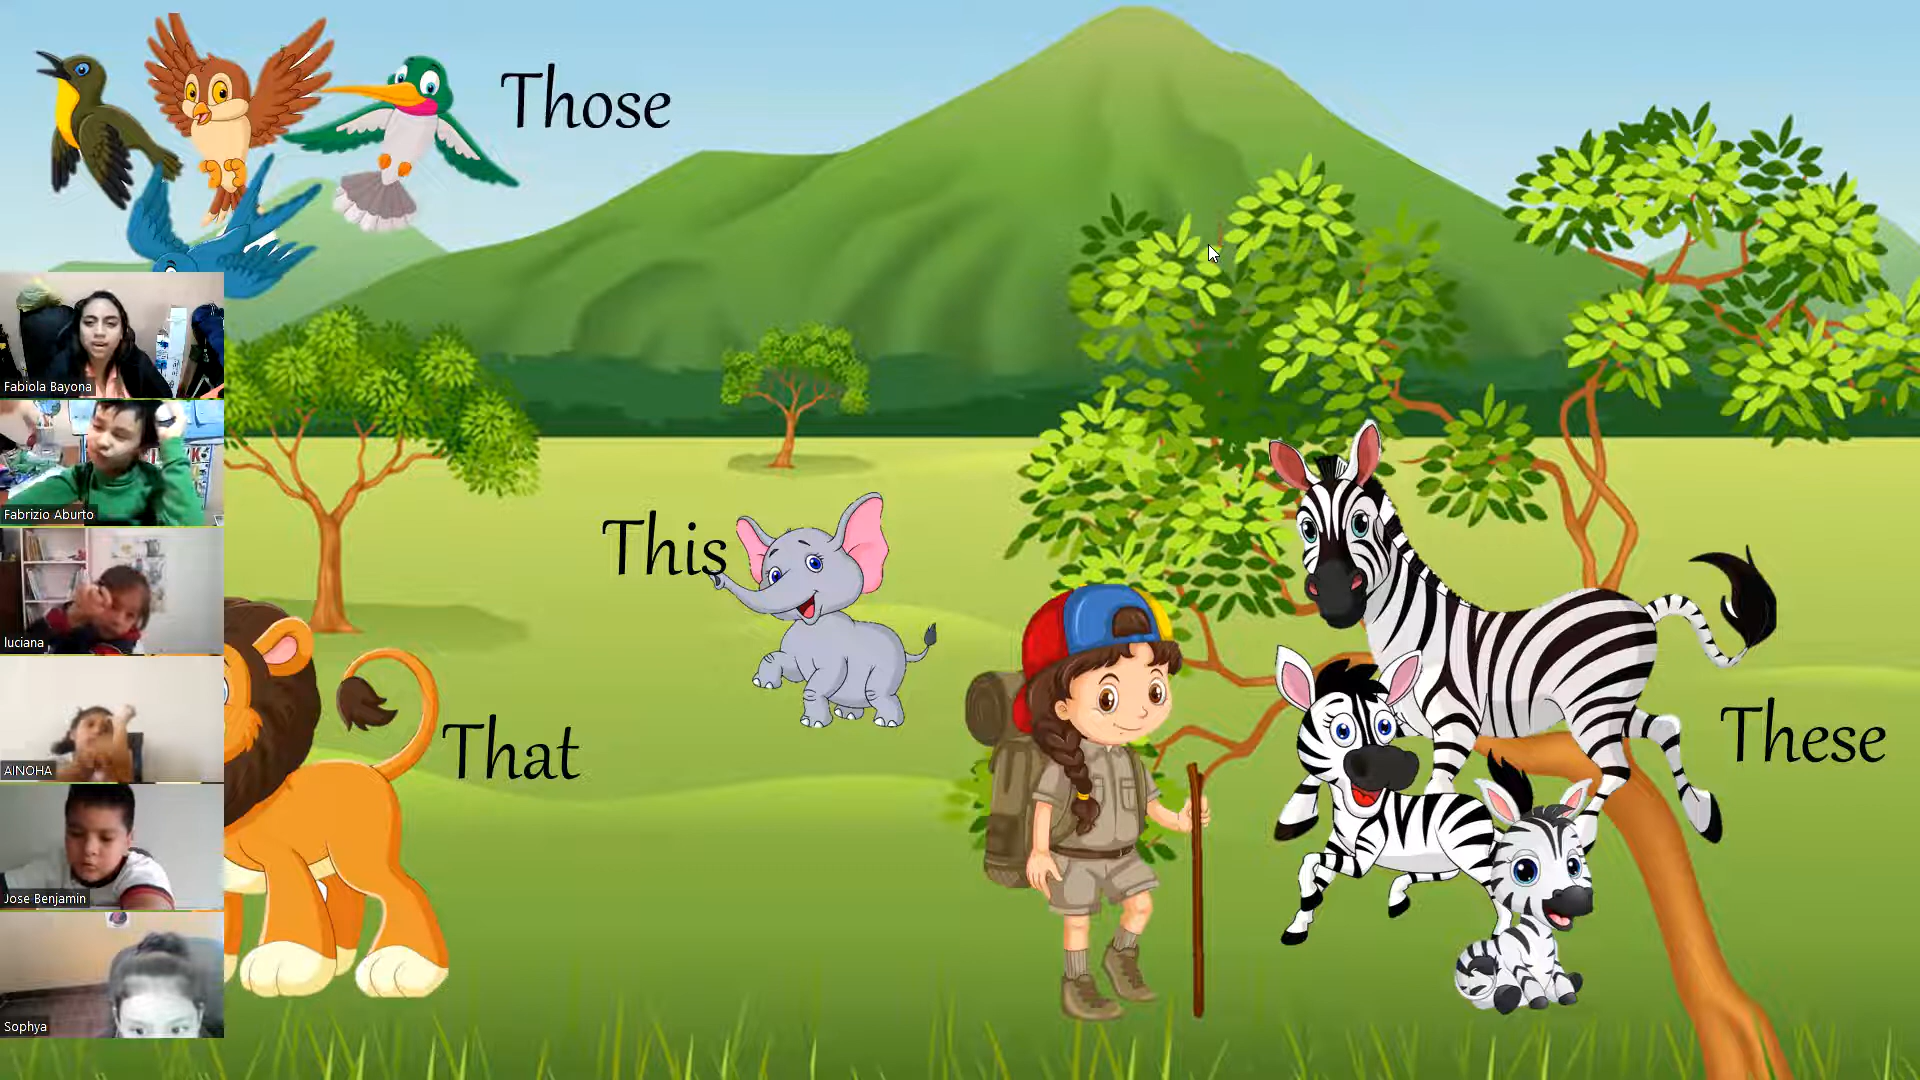 Those
Fabiola Bayona
Fabrizio Aburto
This
luciana
That
These
AINOHA
Jose Benjamin
Sophya